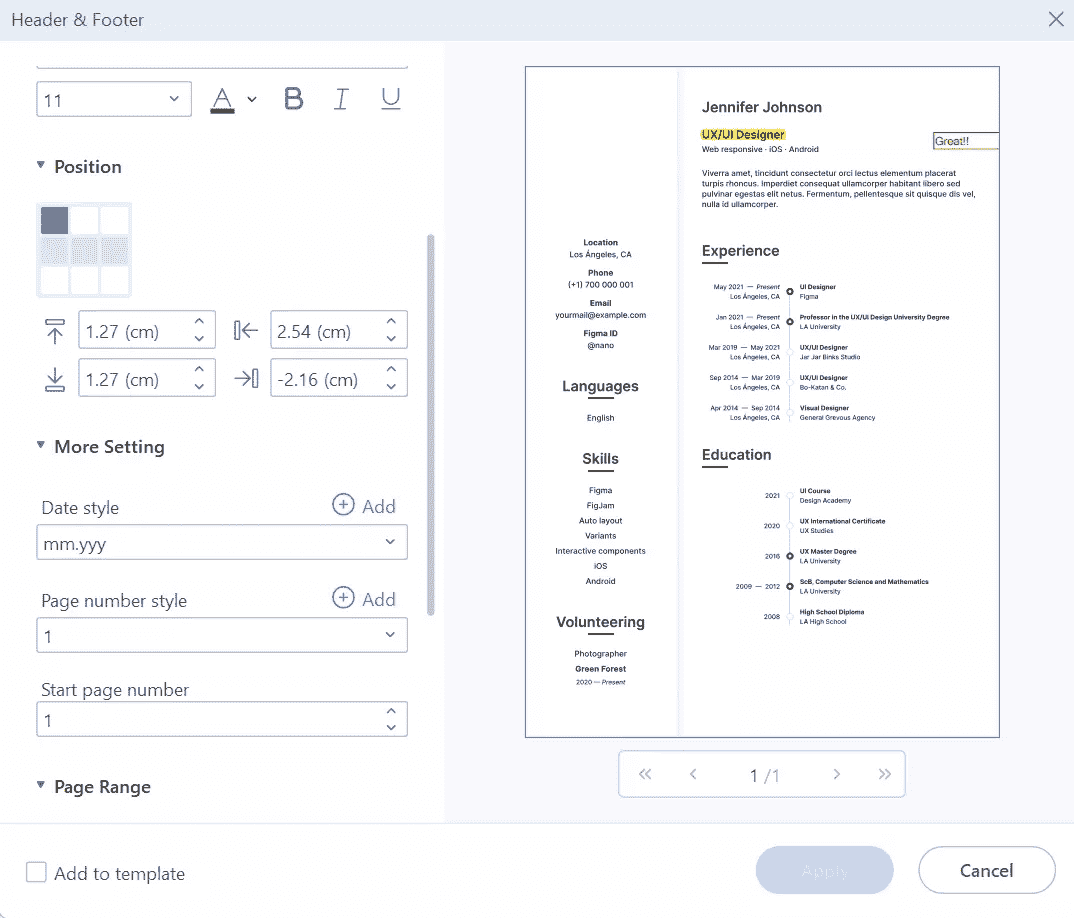 Header & Footer
11
A
B
I
U
Position
1.27 (cm)
2.54 (cm)
1.27 (cm)
-2.16 (cm)
More Setting
Date style
Add
mm.yyy
Page number style
Add
1
Start page number
1
Page Range
Add to template
Apply
Cancel
Jennifer Johnson
UX/UI Designer
Web responsive · iOS · Android
Great!!
Viverra amet, tincidunt consectetur orci lectus elementum placerat
turpis rhoncus. Imperdiet consequat ullamcorper habitant libero sed
pulvinar egestas elit netus. Fermentum, pellentesque sit quisque dis vel,
nulla id ullamcorper.
Location
Los Ángeles, CA
Phone
(+1) 700 000 001
Email
yourmail@example.com
Figma ID
@nano
Languages
English
Skills
Figma
FigJam
Auto layout
Variants
Interactive components
iOS
Android
Volunteering
Photographer
Green Forest
2020 — Present
Experience
May 2021 — Present
Los Ángeles, CA
UI Designer
Figma
Jan 2021 — Present
Los Ángeles, CA
Professor in the UX/UI Design University Degree
LA University
Mar 2019 — May 2021
Los Ángeles, CA
UX/UI Designer
Jar Jar Binks Studio
Sep 2014 — Mar 2019
Los Ángeles, CA
UX/UI Designer
Bo-Katan & Co.
Apr 2014 — Sep 2014
Los Ángeles, CA
Visual Designer
General Grevous Agency
Education
2021
UI Course
Design Academy
2020
UX International Certificate
UX Studies
2016
UX Master Degree
LA University
2009 — 2012
ScB, Computer Science and Mathematics
LA University
2008
High School Diploma
LA High School
1 /1